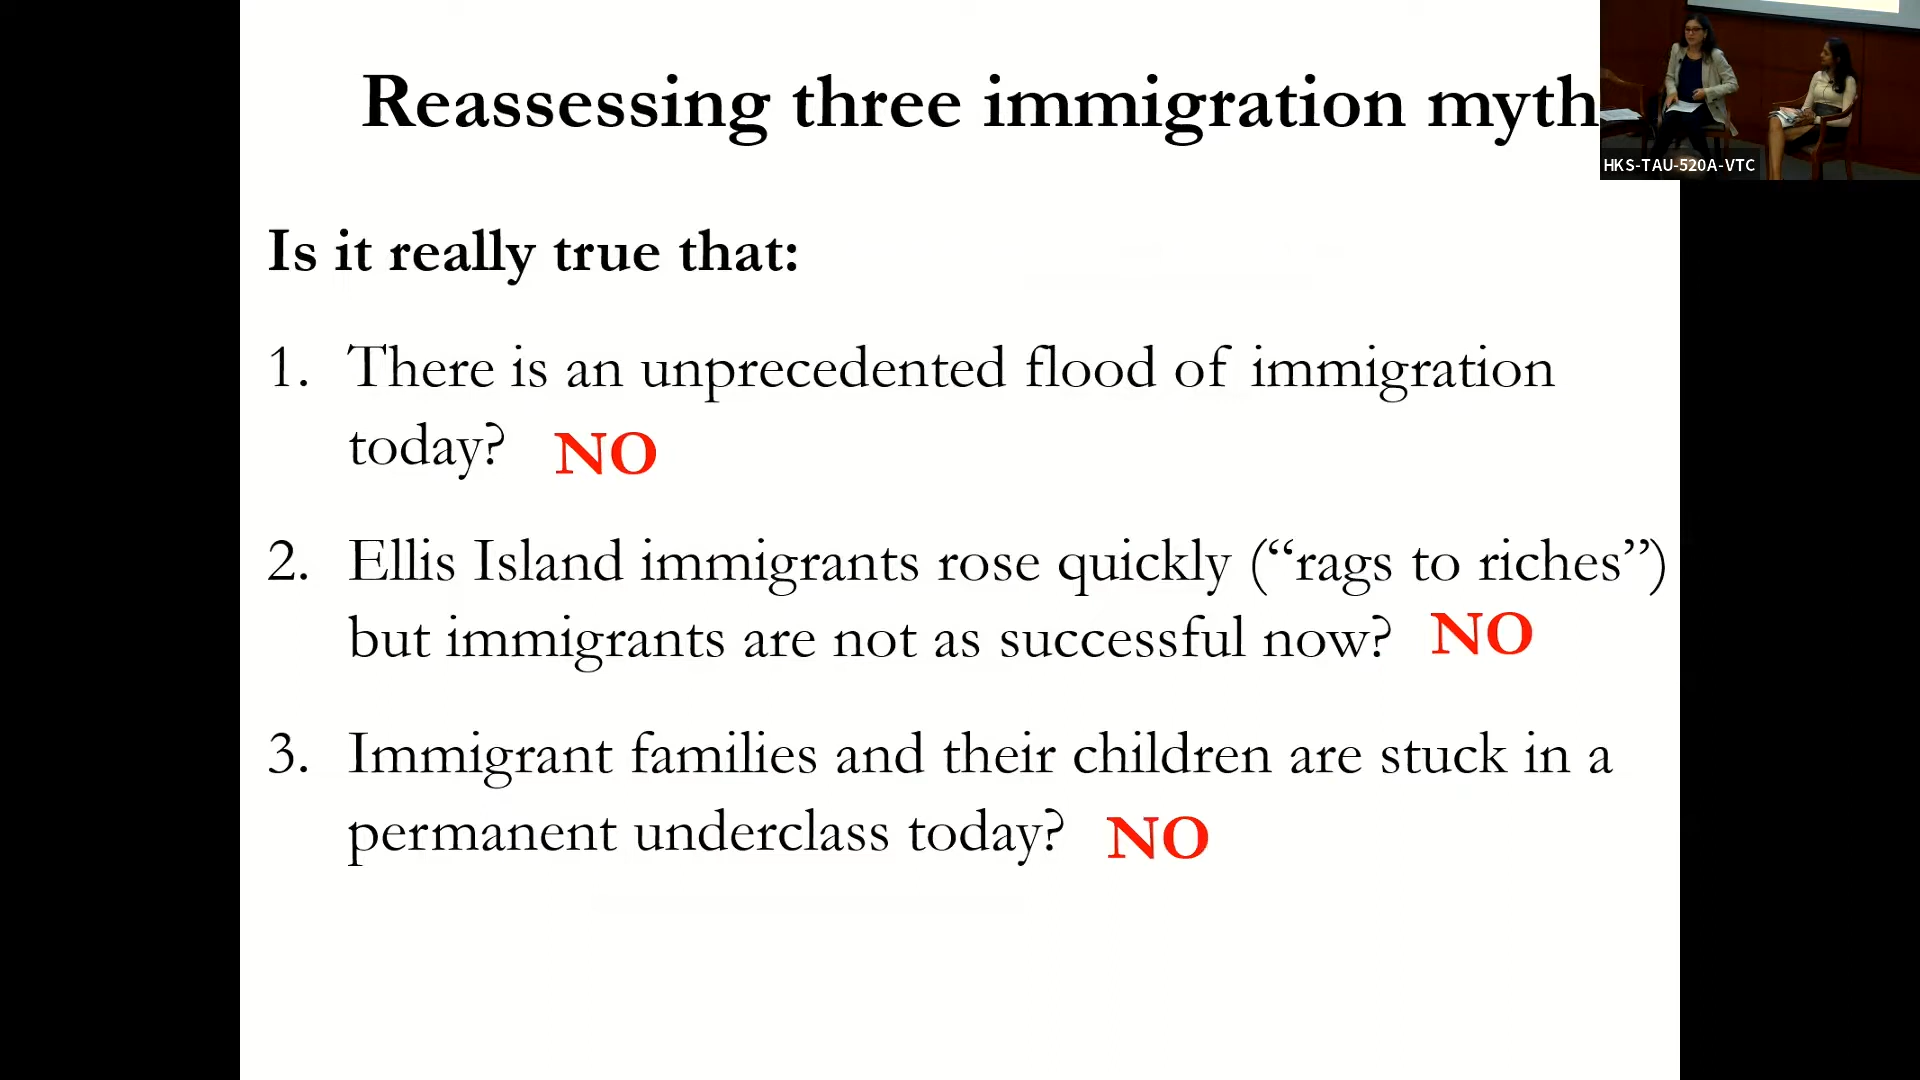 Reassessing three immigration myth
HKS-TAU-520A-VTC
Is it really true that:
1. There is an unprecedented flood of immigration
today? NO
2. Ellis Island immigrants rose quickly (“rags to riches”)
but immigrants are not as successful now? NO
3. Immigrant families and their children are stuck in a
permanent underclass today? NO